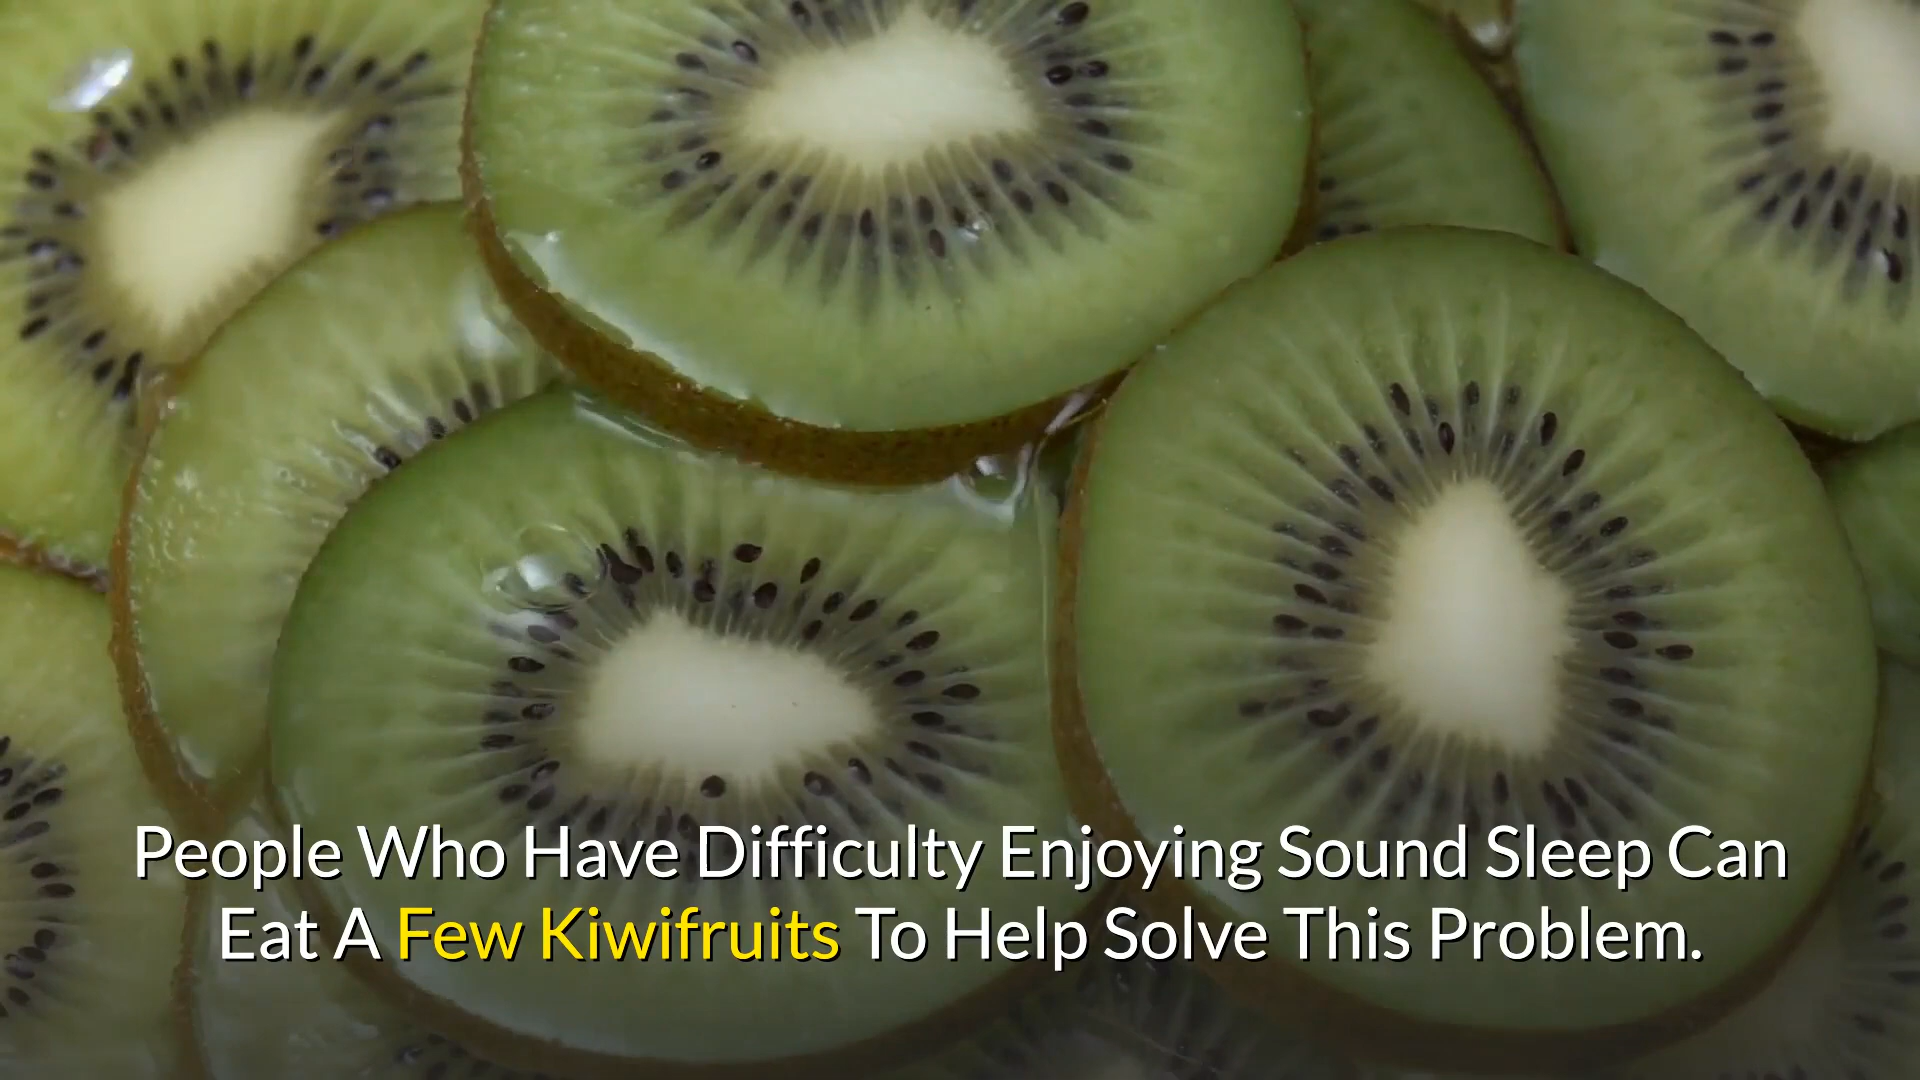 People Who Have Difficulty Enjoying Sound Sleep Can
Eat A Few Kiwifruits To Help Solve This Problem.